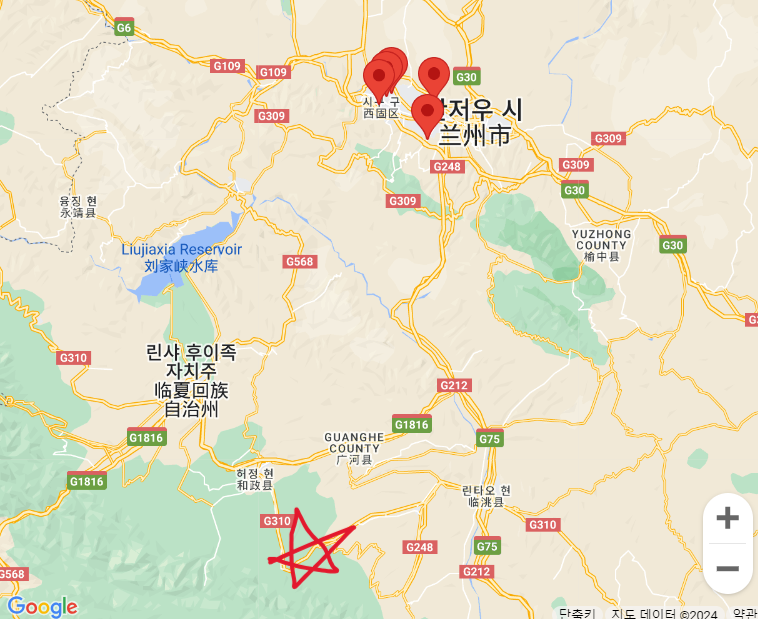 G6
G109
G109
G30
G309
시구 구
西固区
저우 시
兰州市
G309
G309
G248
G30
G309
융징 현
永靖县
YUZHONG
COUNTY
榆中县
G30
Liujiaxia Reservoir
刘家峡水库
G568
G310
린샤 후이족
자치주
临夏回族
自治州
G212
G1816
G1816
GUANGHE
COUNTY
广河县
G75
허정 현
和政县
G1816
린타오 현
临洮县
G310
G310
G248
G75
G212
G568
+
−
Google
단축키
지도 데이터 ©2024
약관